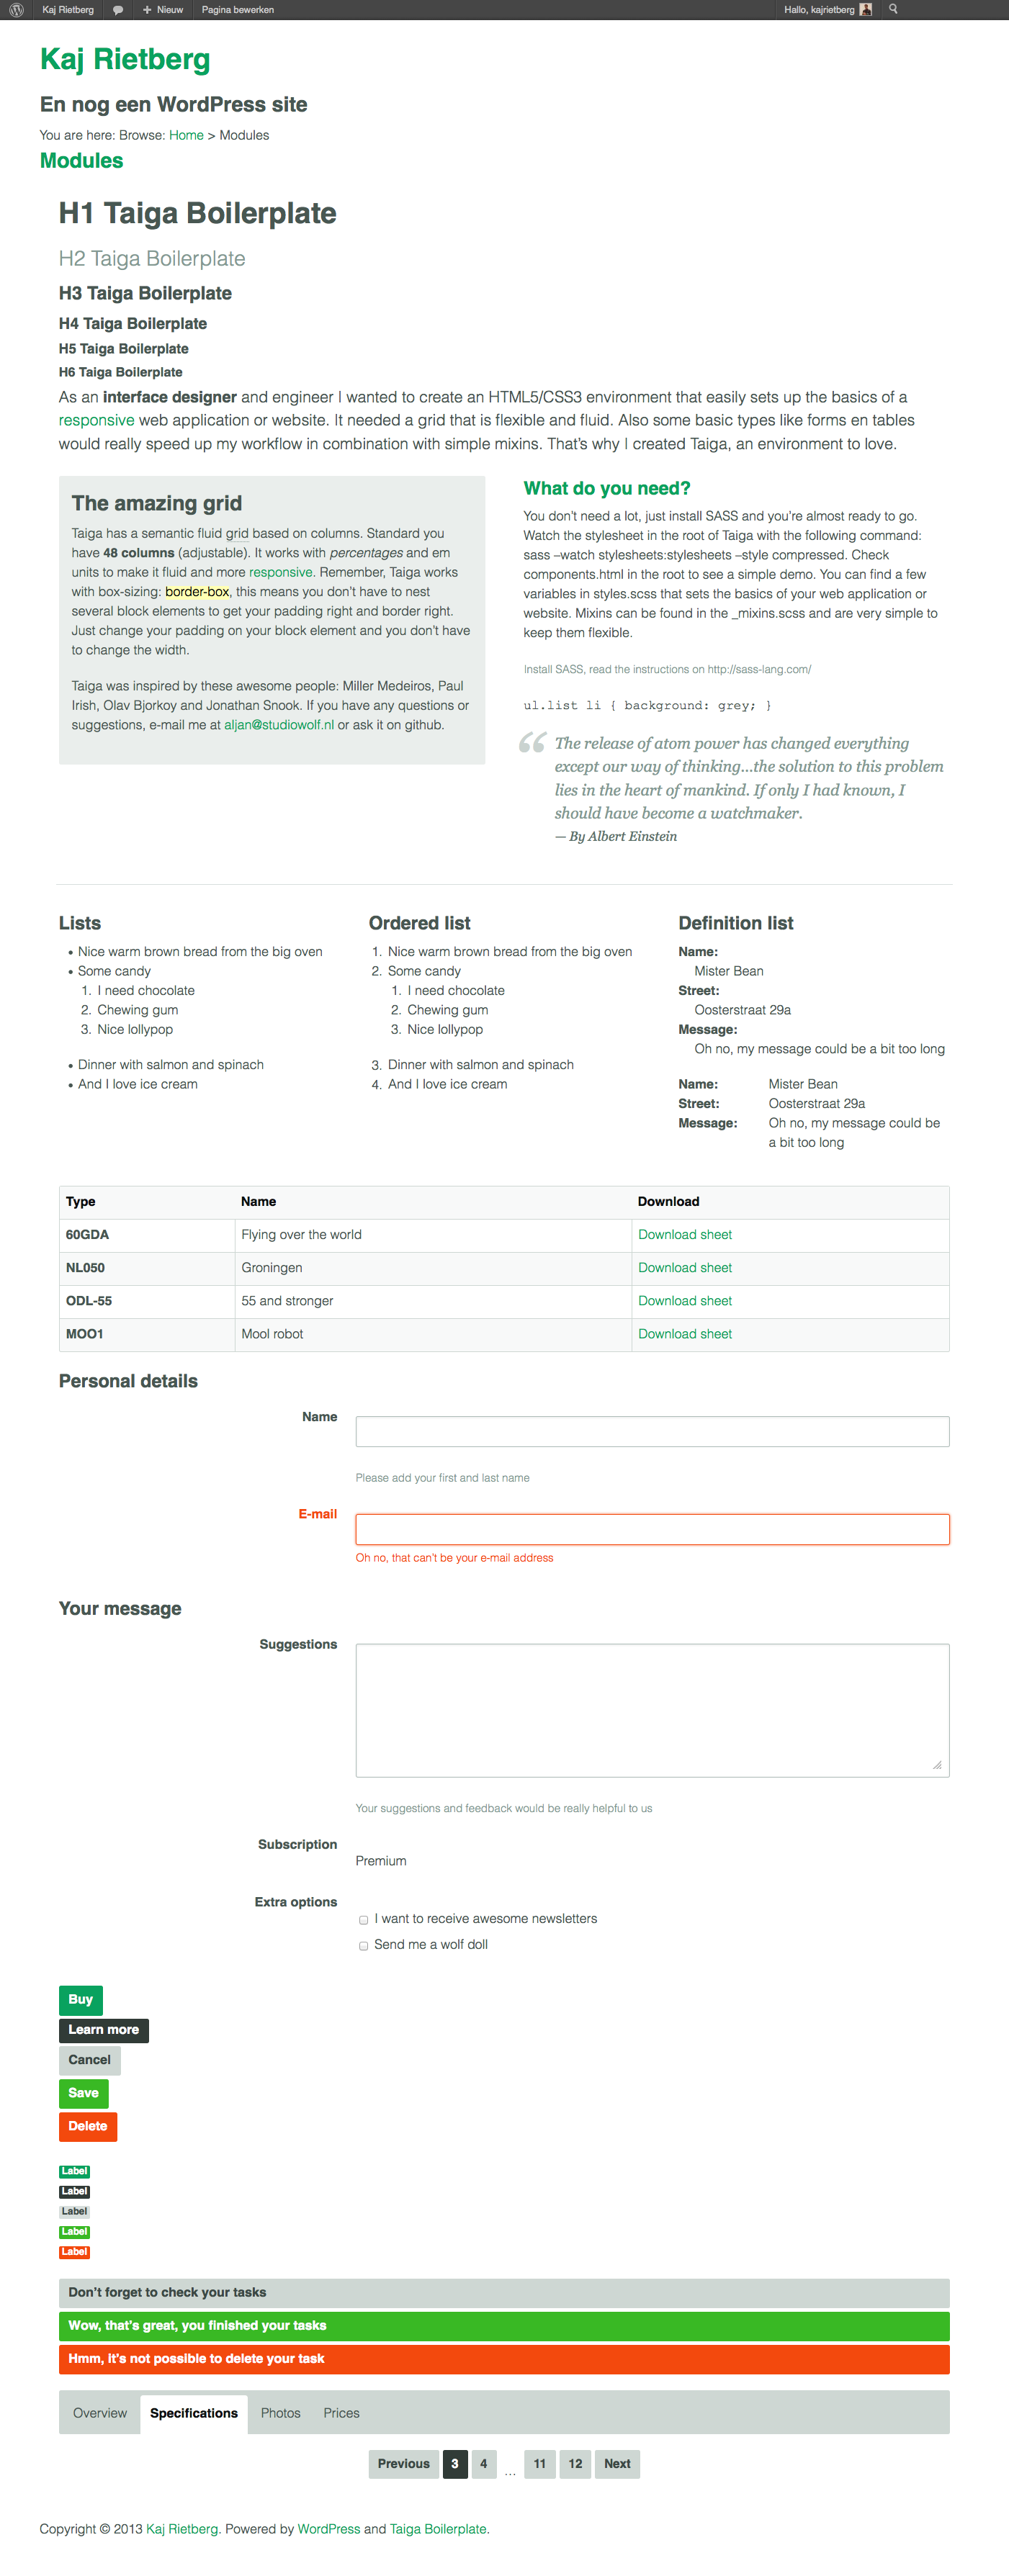 Kaj Rietberg Nieuw Pagina bewerken Hallo, kajrietberg
Kaj Rietberg
En nog een WordPress site
You are here: Browse: Home > Modules
Modules
H1 Taiga Boilerplate
H2 Taiga Boilerplate
H3 Taiga Boilerplate
H4 Taiga Boilerplate
H5 Taiga Boilerplate
H6 Taiga Boilerplate
As an interface designer and engineer I wanted to create an HTML5/CSS3 environment that easily sets up the basics of a
responsive web application or website. It needed a grid that is flexible and fluid. Also some basic types like forms en tables
would really speed up my workflow in combination with simple mixins. That’s why I created Taiga, an environment to love.
The amazing grid
Taiga has a semantic fluid grid based on columns. Standard you
have 48 columns (adjustable). It works with percentages and em
units to make it fluid and more responsive. Remember, Taiga works
with box-sizing: border-box, this means you don’t have to nest
several block elements to get your padding right and border right.
Just change your padding on your block element and you don’t have
to change the width.
Taiga was inspired by these awesome people: Miller Medeiros, Paul
Irish, Olav Bjorkoy and Jonathan Snook. If you have any questions or
suggestions, e-mail me at aljan@studiowolf.nl or ask it on github.
What do you need?
You don’t need a lot, just install SASS and you’re almost ready to go.
Watch the stylesheet in the root of Taiga with the following command:
sass –watch stylesheets:stylesheets –style compressed. Check
components.html in the root to see a simple demo. You can find a few
variables in styles.scss that sets the basics of your web application or
website. Mixins can be found in the _mixins.scss and are very simple to
keep them flexible.
Install SASS, read the instructions on http://sass-lang.com/
ul.list li { background: grey; }
“ The release of atom power has changed everything
except our way of thinking...the solution to this problem
lies in the heart of mankind. If only I had known, I
should have become a watchmaker.
— By Albert Einstein
Lists
• Nice warm brown bread from the big oven
• Some candy
1. I need chocolate
2. Chewing gum
3. Nice lollypop
• Dinner with salmon and spinach
• And I love ice cream
Ordered list
1. Nice warm brown bread from the big oven
2. Some candy
1. I need chocolate
2. Chewing gum
3. Nice lollypop
3. Dinner with salmon and spinach
4. And I love ice cream
Definition list
Name:
Mister Bean
Street:
Oosterstraat 29a
Message:
Oh no, my message could be a bit too long
Name: Mister Bean
Street: Oosterstraat 29a
Message: Oh no, my message could be
a bit too long
Type Name Download
60GDA Flying over the world Download sheet
NL050 Groningen Download sheet
ODL-55 55 and stronger Download sheet
MOO1 Mool robot Download sheet
Personal details
Name
Please add your first and last name
E-mail
Oh no, that can’t be your e-mail address
Your message
Suggestions
Your suggestions and feedback would be really helpful to us
Subscription
Premium
Extra options
I want to receive awesome newsletters
Send me a wolf doll
Buy
Learn more
Cancel
Save
Delete
Label
Label
Label
Label
Label
Don’t forget to check your tasks
Wow, that’s great, you finished your tasks
Hmm, It’s not possible to delete your task
Overview Specifications Photos Prices
Previous 3 4 ... 11 12 Next
Copyright © 2013 Kaj Rietberg. Powered by WordPress and Taiga Boilerplate.